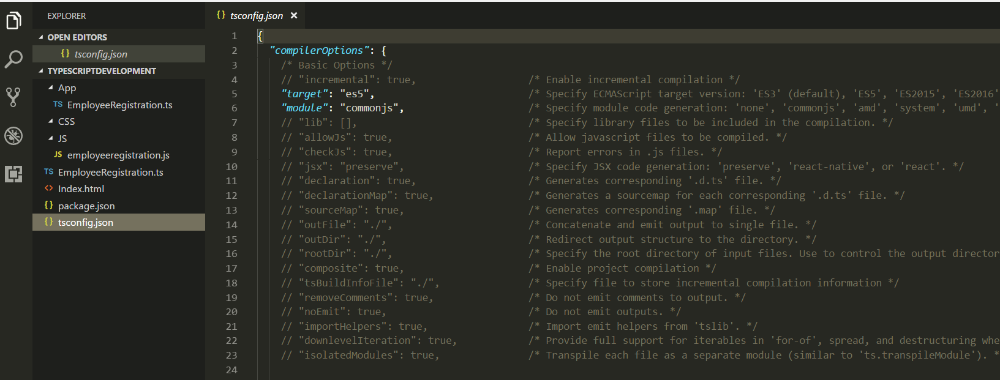 EXPLORER
OPEN EDITORS
{} tsconfig.json
TYPESCRIPTDEVELOPMENT
App
TS EmployeeRegistration.ts
CSS
JS
JS employeeregistration.js
TS EmployeeRegistration.ts
<> Index.html
{} package.json
{} tsconfig.json
{} tsconfig.json ×
1 {
2 "compilerOptions": {
3 /* Basic Options */
4 // "incremental": true, /* Enable incremental compilation */
5 "target": "es5", /* Specify ECMAScript target version: 'ES3' (default), 'ES5', 'ES2015', 'ES2016'
6 "module": "commonjs", /* Specify module code generation: 'none', 'commonjs', 'amd', 'system', 'umd', '
7 // "lib": [], /* Specify library files to be included in the compilation. */
8 // "allowJs": true, /* Allow javascript files to be compiled. */
9 // "checkJs": true, /* Report errors in .js files. */
10 // "jsx": "preserve", /* Specify JSX code generation: 'preserve', 'react-native', or 'react'. */
11 // "declaration": true, /* Generates corresponding '.d.ts' file. */
12 // "declarationMap": true, /* Generates a sourcemap for each corresponding '.d.ts' file. */
13 // "sourceMap": true, /* Generates corresponding '.map' file. */
14 // "outFile": "./", /* Concatenate and emit output to single file. */
15 // "outDir": "./", /* Redirect output structure to the directory. */
16 // "rootDir": "./", /* Specify the root directory of input files. Use to control the output director
17 // "composite": true, /* Enable project compilation */
18 // "tsBuildInfoFile": "./", /* Specify file to store incremental compilation information */
19 // "removeComments": true, /* Do not emit comments to output. */
20 // "noEmit": true, /* Do not emit outputs. */
21 // "importHelpers": true, /* Import emit helpers from 'tslib'. */
22 // "downlevelIteration": true, /* Provide full support for iterables in 'for-of', spread, and destructuring whe
23 // "isolatedModules": true, /* Transpile each file as a separate module (similar to 'ts.transpileModule'). *
24